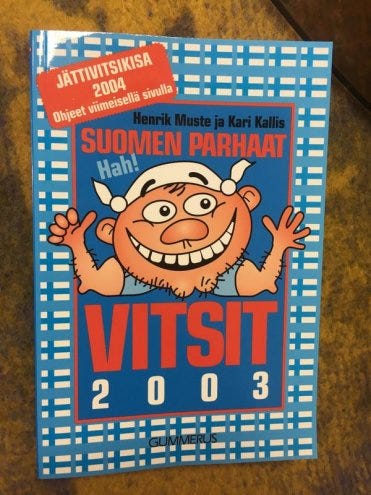 JÄTTIVITSIKISA
2004
Ohjeet viimeisellä sivulla
Henrik Muste ja Kari Kallis
SUOMEN PARHAAT
Hah!
VITSIT
2003
GUMMERUS